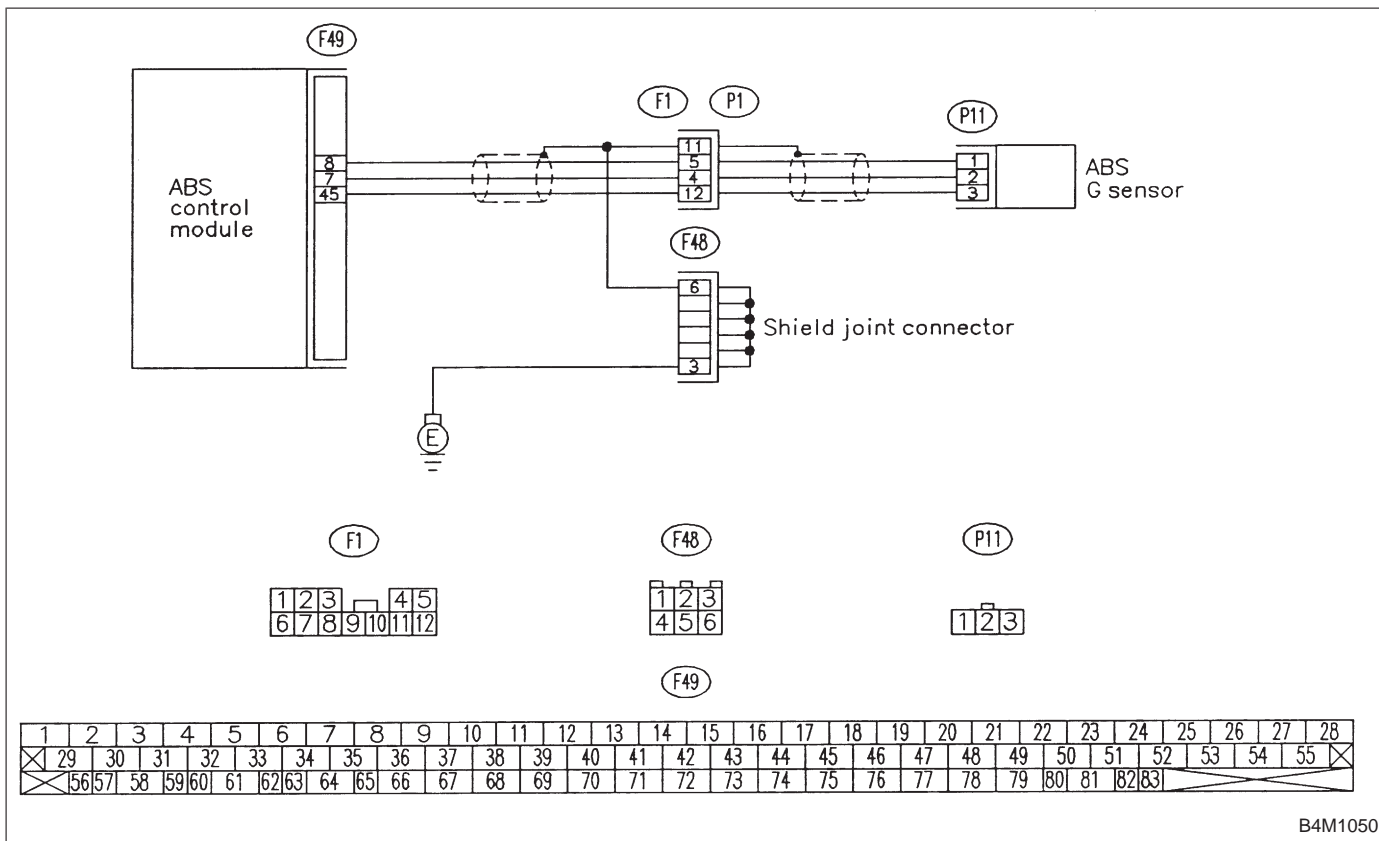 F49
F1 P1
P11
11
8 5 1
7 4 2
45 12 3
ABS
control
module
ABS
G sensor
F48
6
Shield joint connector
3
E
F1 F48 P11
1 2 3 4 5
6 7 8 9 10 11 12
1 2 3
4 5 6
1 2 3
F49
1 2 3 4 5 6 7 8 9 10 11 12 13 14 15 16 17 18 19 20 21 22 23 24 25 26 27 28
29 30 31 32 33 34 35 36 37 38 39 40 41 42 43 44 45 46 47 48 49 50 51 52 53 54 55
56 57 58 59 60 61 62 63 64 65 66 67 68 69 70 71 72 73 74 75 76 77 78 79 80 81 82 83
B4M1050